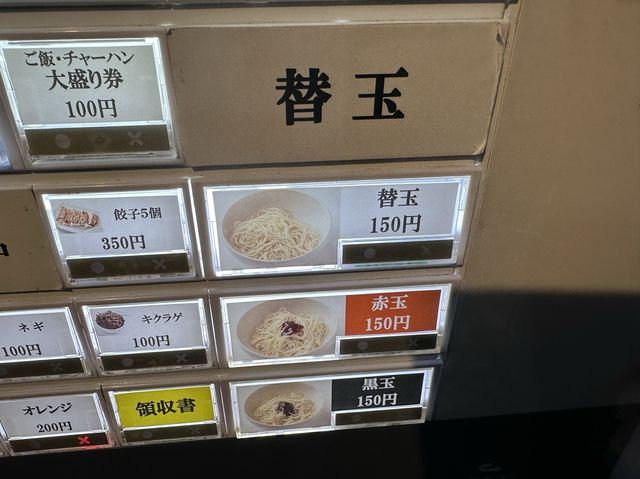 ご飯・チャーハン
大盛り券
100円
替玉
餃子5個
350円
替玉
150円
ネギ
100円
キクラゲ
100円
赤玉
150円
オレンジ
200円
領収書
黒玉
150円